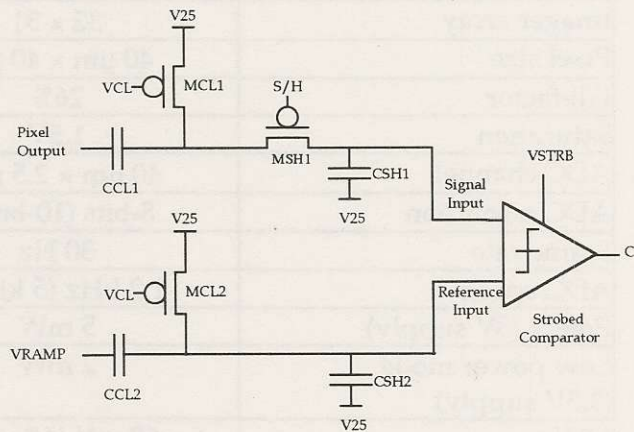 V25
VCL
MCL1
S/H
Pixel
Output
CCL1
MSH1
CSH1
V25
Signal
Input
VSTRB
V25
VCL
MCL2
Reference
Input
Strobed
Comparator
VRAMP
CCL2
CSH2
V25